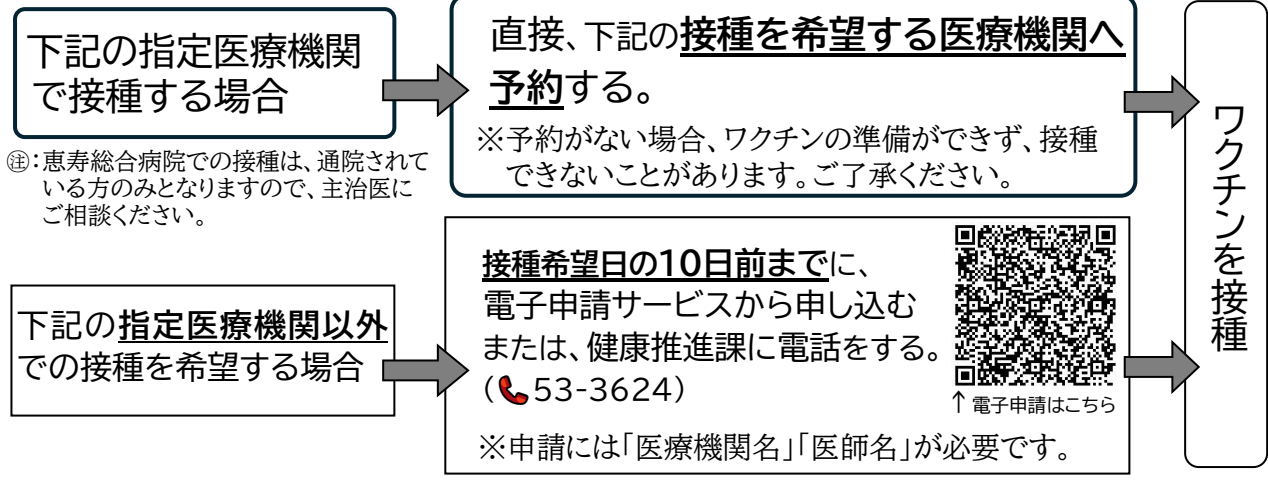 下記の指定医療機関
で接種する場合
㊟：恵寿総合病院での接種は、通院されて
いる方のみとなりますので、主治医に
ご相談ください。
直接、下記の接種を希望する医療機関へ
予約する。
※予約がない場合、ワクチンの準備ができず、接種
できないことがあります。ご了承ください。
下記の指定医療機関以外
での接種を希望する場合
接種希望日の10日前までに、
電子申請サービスから申し込む
または、健康推進課に電話をする。
（📞53-3624）
↑電子申請はこちら
※申請には「医療機関名」「医師名」が必要です。
ワクチンを接種